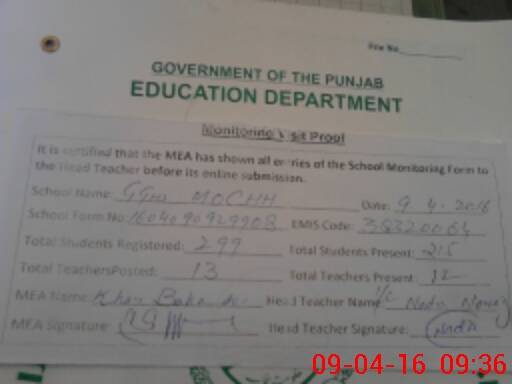 File No
GOVERNMENT OF THE PUNJAB
EDUCATION DEPARTMENT
Monitoring Visit Proof
It is certified that the MEA has shown all entries of the School Monitoring Form to
the Head Teacher before its online submission.
School Name: MOCHH Date: 9.4.2016
School Form No. EMIS Code: 38320064
Total Students Registered: 299 Total Students Present: 215
Total TeachersPosted: 13 Total Teachers Present: 12
MEA Name: Khan Head Teacher Name: I/C
MEA Signature: Head Teacher Signature:
09-04-16 09:36